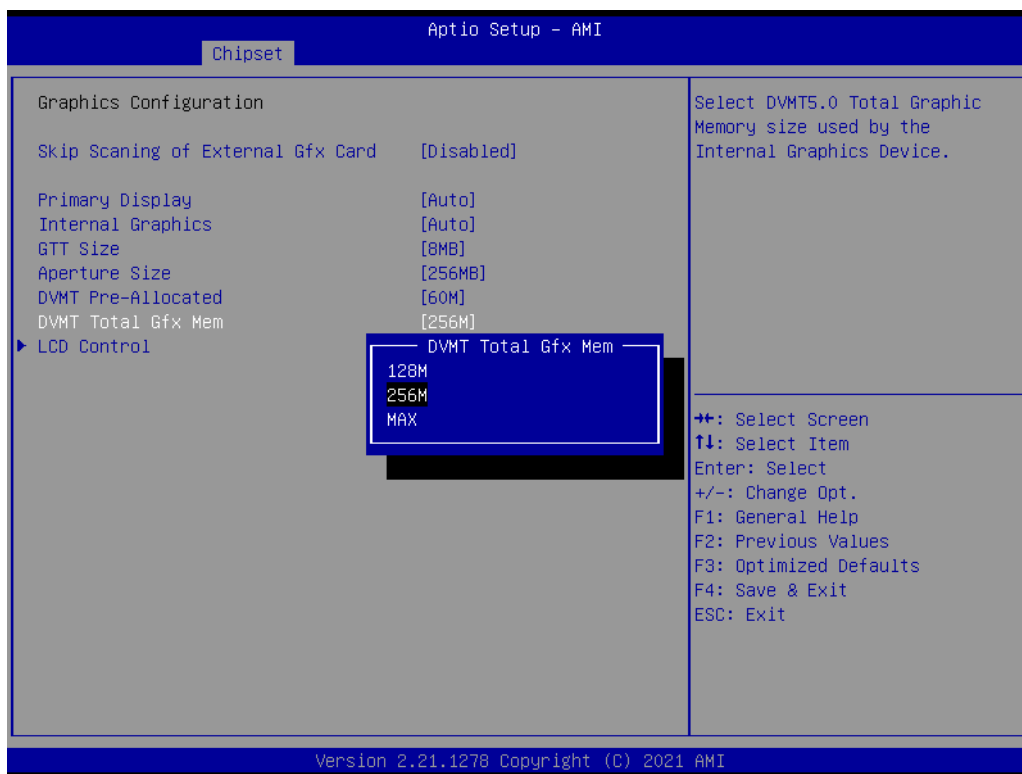 Aptio Setup – AMI
Chipset
Graphics Configuration
Skip Scaning of External Gfx Card [Disabled]
Primary Display [Auto]
Internal Graphics [Auto]
GTT Size [8MB]
Aperture Size [256MB]
DVMT Pre-Allocated [60M]
DVMT Total Gfx Mem [256M]
LCD Control
DVMT Total Gfx Mem
128M
256M
MAX
Select DVMT5.0 Total Graphic
Memory size used by the
Internal Graphics Device.
→←: Select Screen
↑↓: Select Item
Enter: Select
+/-: Change Opt.
F1: General Help
F2: Previous Values
F3: Optimized Defaults
F4: Save & Exit
ESC: Exit
Version 2.21.1278 Copyright (C) 2021 AMI